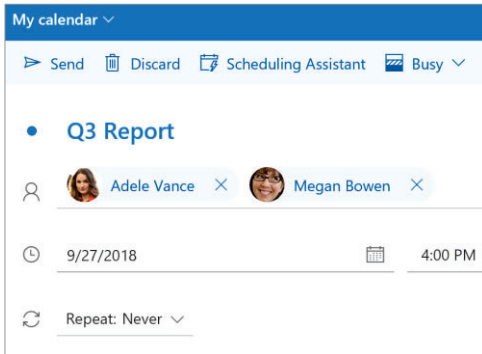 My calendar
Send Discard Scheduling Assistant Busy
Q3 Report
Adele Vance Megan Bowen
9/27/2018 4:00 PM
Repeat: Never